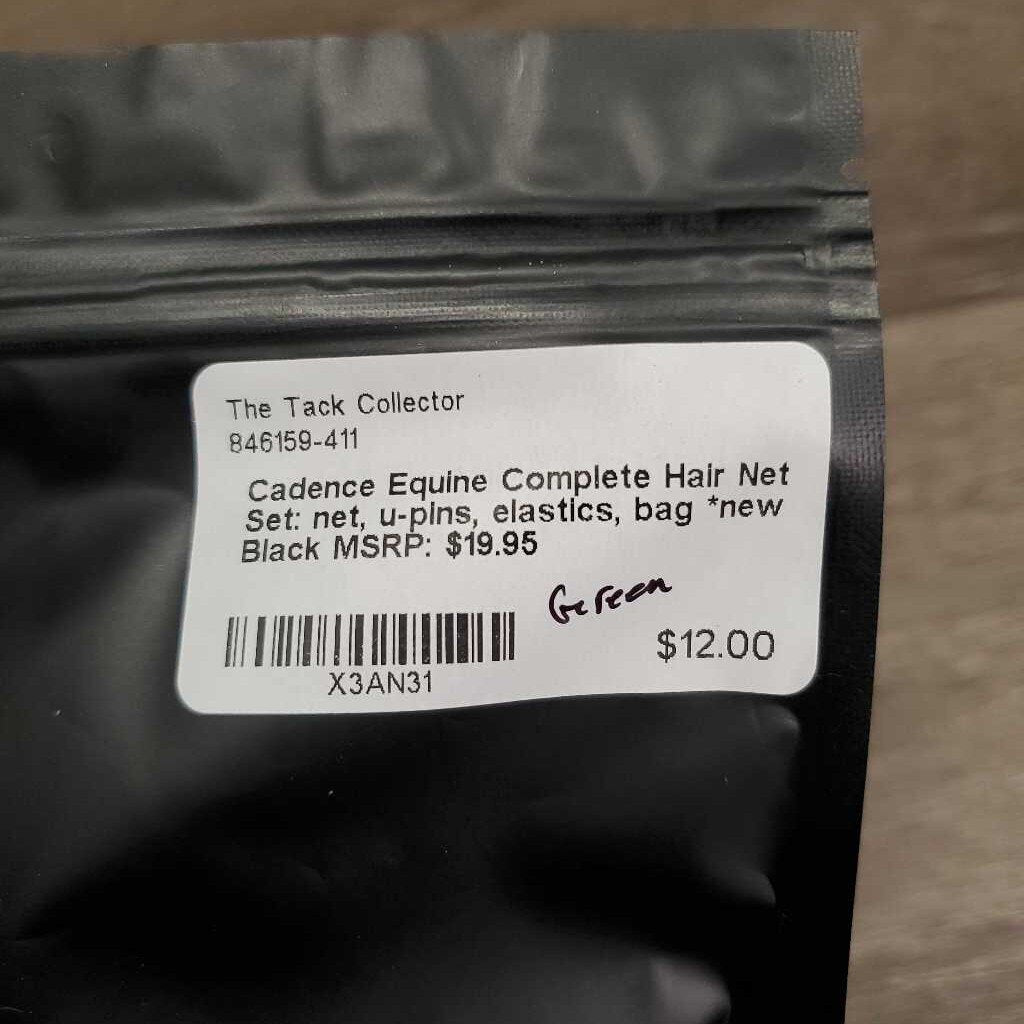 The Tack Collector
846159-411
Cadence Equine Complete Hair Net
Set: net, u-pins, elastics, bag *new
Black MSRP: $19.95
Gereen
$12.00
X3AN31